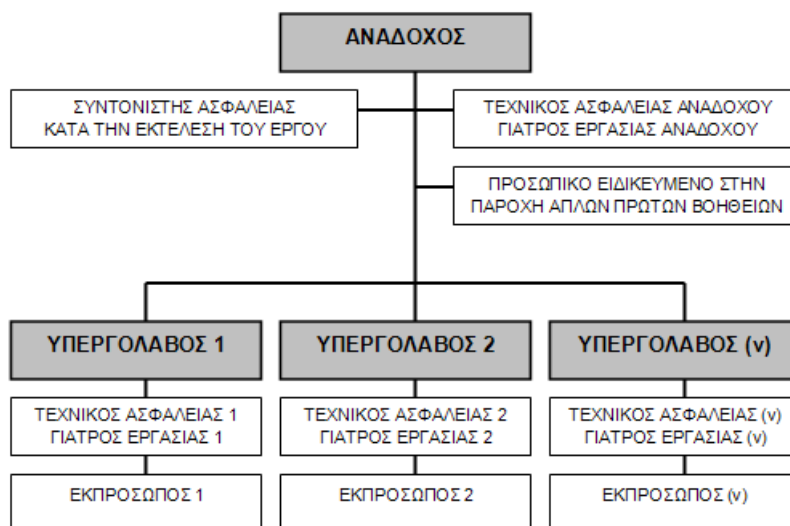 ΑΝΑΔΟΧΟΣ
ΣΥΝΤΟΝΙΣΤΗΣ ΑΣΦΑΛΕΙΑΣ
ΚΑΤΑ ΤΗΝ ΕΚΤΕΛΕΣΗ ΤΟΥ ΕΡΓΟΥ
ΤΕΧΝΙΚΟΣ ΑΣΦΑΛΕΙΑΣ ΑΝΑΔΟΧΟΥ
ΓΙΑΤΡΟΣ ΕΡΓΑΣΙΑΣ ΑΝΑΔΟΧΟΥ
ΠΡΟΣΩΠΙΚΟ ΕΙΔΙΚΕΥΜΕΝΟ ΣΤΗΝ
ΠΑΡΟΧΗ ΑΠΛΩΝ ΠΡΩΤΩΝ ΒΟΗΘΕΙΩΝ
ΥΠΕΡΓΟΛΑΒΟΣ 1
ΥΠΕΡΓΟΛΑΒΟΣ 2
ΥΠΕΡΓΟΛΑΒΟΣ (ν)
ΤΕΧΝΙΚΟΣ ΑΣΦΑΛΕΙΑΣ 1
ΓΙΑΤΡΟΣ ΕΡΓΑΣΙΑΣ 1
ΤΕΧΝΙΚΟΣ ΑΣΦΑΛΕΙΑΣ 2
ΓΙΑΤΡΟΣ ΕΡΓΑΣΙΑΣ 2
ΤΕΧΝΙΚΟΣ ΑΣΦΑΛΕΙΑΣ (ν)
ΓΙΑΤΡΟΣ ΕΡΓΑΣΙΑΣ (ν)
ΕΚΠΡΟΣΩΠΟΣ 1
ΕΚΠΡΟΣΩΠΟΣ 2
ΕΚΠΡΟΣΩΠΟΣ (ν)